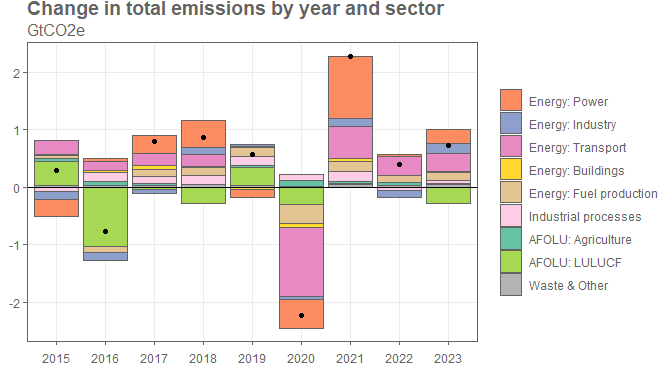 Change in total emissions by year and sector
GtCO2e
2
1
0
-1
-2
2015 2016 2017 2018 2019 2020 2021 2022 2023
Energy: Power
Energy: Industry
Energy: Transport
Energy: Buildings
Energy: Fuel production
Industrial processes
AFOLU: Agriculture
AFOLU: LULUCF
Waste & Other